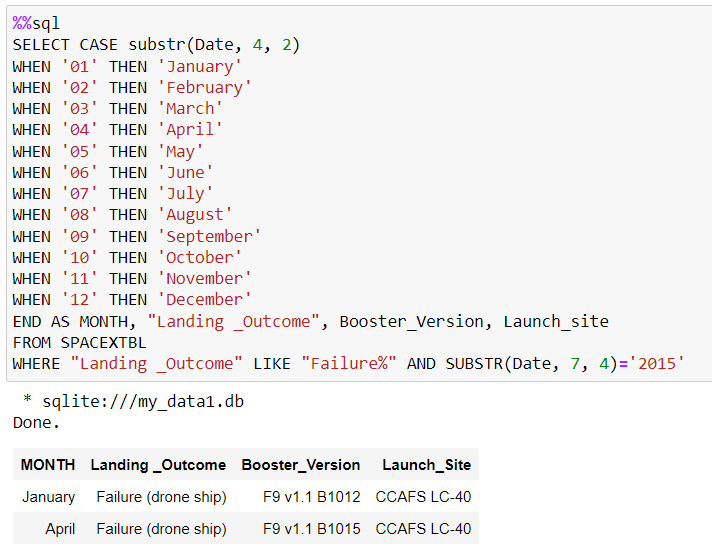 %%sql
SELECT CASE substr(Date, 4, 2)
WHEN '01' THEN 'January'
WHEN '02' THEN 'February'
WHEN '03' THEN 'March'
WHEN '04' THEN 'April'
WHEN '05' THEN 'May'
WHEN '06' THEN 'June'
WHEN '07' THEN 'July'
WHEN '08' THEN 'August'
WHEN '09' THEN 'September'
WHEN '10' THEN 'October'
WHEN '11' THEN 'November'
WHEN '12' THEN 'December'
END AS MONTH, "Landing _Outcome", Booster_Version, Launch_site
FROM SPACEXTBL
WHERE "Landing _Outcome" LIKE "Failure%" AND SUBSTR(Date, 7, 4)='2015'
* sqlite:///my_data1.db
Done.
MONTH Landing _Outcome Booster_Version Launch_Site
January Failure (drone ship) F9 v1.1 B1012 CCAFS LC-40
April Failure (drone ship) F9 v1.1 B1015 CCAFS LC-40